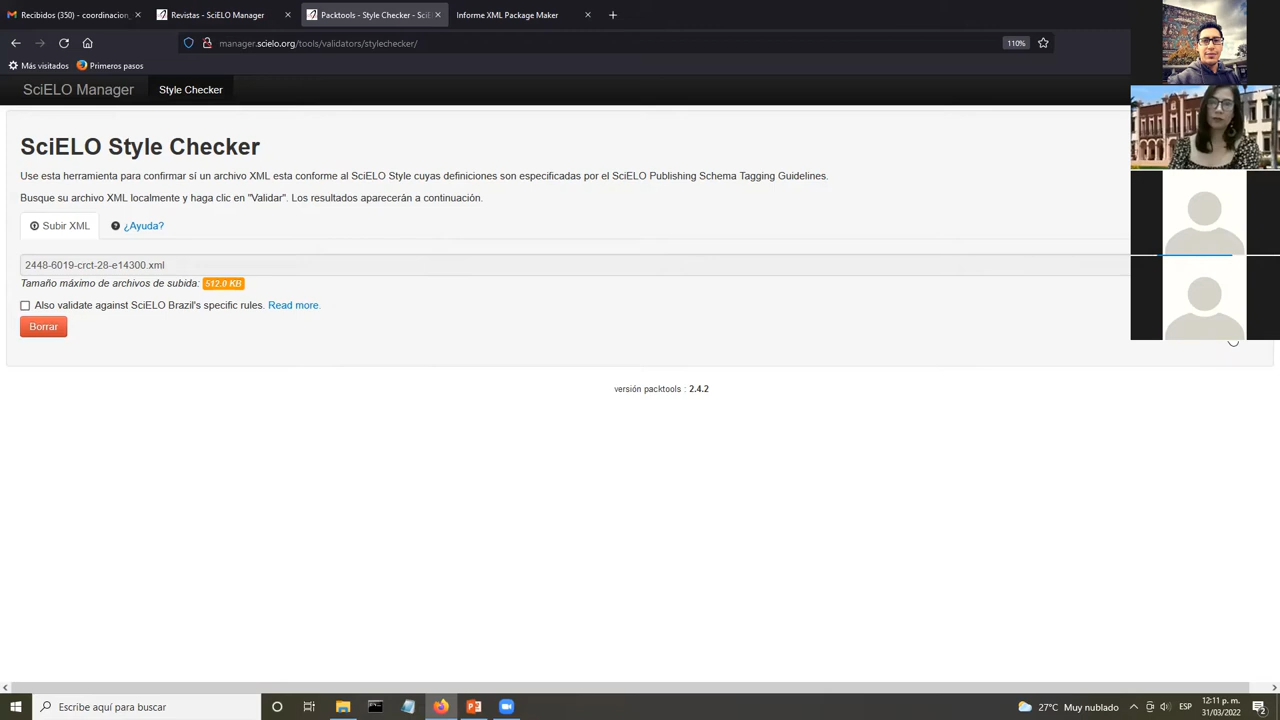 Recibidos (350) - coordinacion_
Revistas - SciELO Manager
Packtools - Style Checker - SciE
Informe XML Package Maker
manager.scielo.org/tools/validators/stylechecker/
110%
Más visitados
Primeros pasos
SciELO Manager
Style Checker
SciELO Style Checker
Use esta herramienta para confirmar sí un archivo XML esta conforme al SciELO Style cuyas definiciones son especificadas por el SciELO Publishing Schema Tagging Guidelines.
Busque su archivo XML localmente y haga clic en "Validar". Los resultados aparecerán a continuación.
Subir XML
¿Ayuda?
2448-6019-crct-28-e14300.xml
Tamaño máximo de archivos de subida: 512.0 KB
Also validate against SciELO Brazil's specific rules. Read more.
Borrar
versión packtools : 2.4.2
Escribe aquí para buscar
27°C Muy nublado
ESP
12:11 p. m.
31/03/2022
2